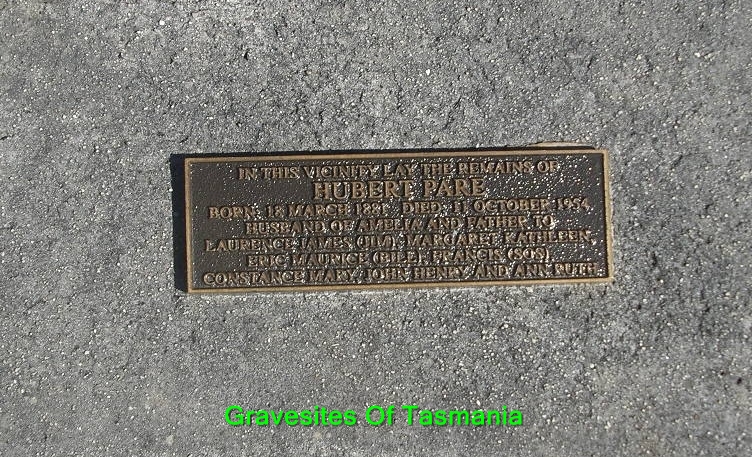 IN THIS VICINITY LAY THE REMAINS OF
HUBERT PARE
BORN 18 MARCH 1881 DIED 11 OCTOBER 1954
HUSBAND OF AMELIA AND FATHER TO
LAURENCE JAMES (JIM), MARGARET KATHLEEN,
ERIC MAURICE (BILL), FRANCIS (SOS),
CONSTANCE MARY, JOHN HENRY AND ANN RUTH
Gravesites Of Tasmania